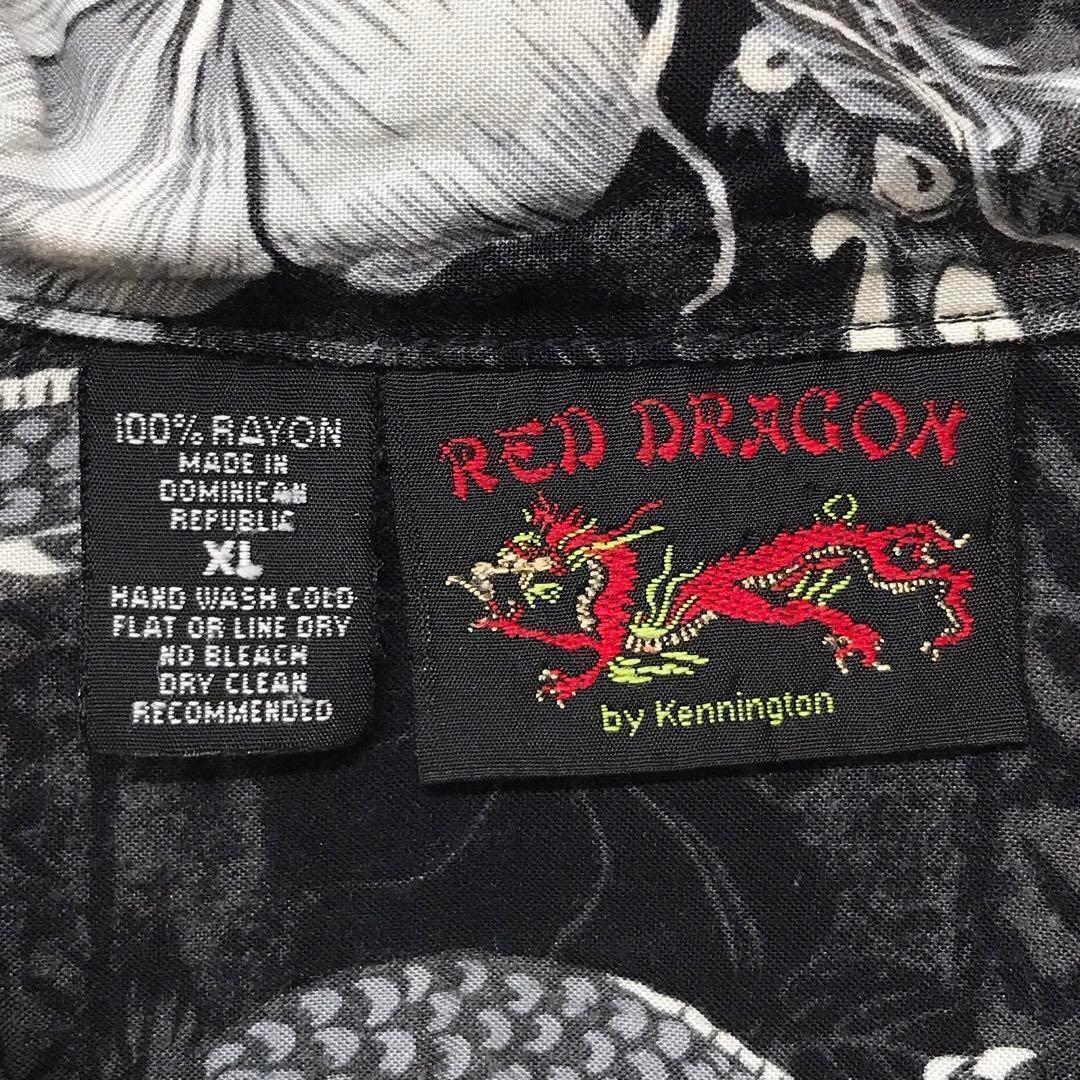 100% RAYON
MADE IN
DOMINICAN
REPUBLIC
XL
HAND WASH COLD
FLAT OR LINE DRY
NO BLEACH
DRY CLEAN
RECOMMENDED
RED DRAGON
by Kennington